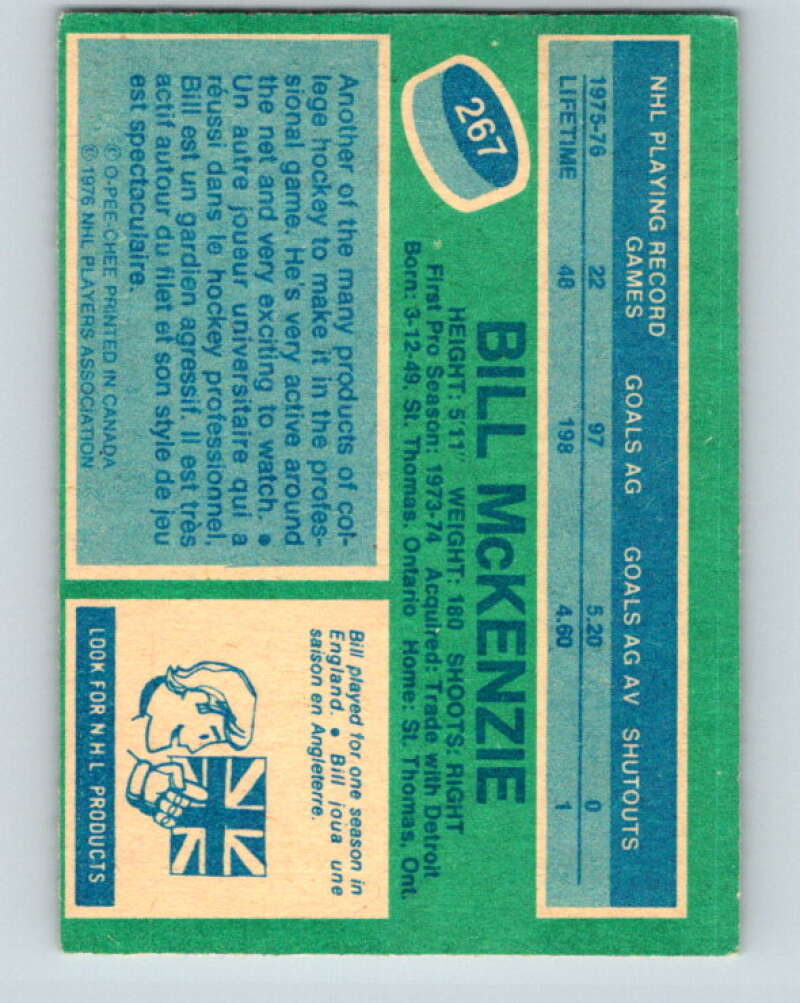 NHL PLAYING RECORD
GAMES GOALS AG GOALS AG AV SHUTOUTS
1975-76 22 97 5.20 0
LIFETIME 48 198 4.60 1
267
BILL McKENZIE
HEIGHT: 5'11' WEIGHT: 180 SHOOTS: RIGHT
First Pro Season: 1973-74 Acquired: Trade with Detroit
Born: 3-12-49, St. Thomas, Ontario Home: St. Thomas, Ont.
Another of the many products of col-
lege hockey to make it in the profes-
sional game. He's very active around
the net and very exciting to watch. •
Un autre joueur universitaire qui a
réussi dans le hockey professionnel,
Bill est un gardien agressif. Il est très
actif autour du filet et son style de jeu
est spectaculaire.
© O-PEE-CHEE PRINTED IN CANADA
© 1976 NHL PLAYERS ASSOCIATION
Bill played for one season in
England. • Bill joua une
saison en Angleterre.
LOOK FOR N.H.L. PRODUCTS